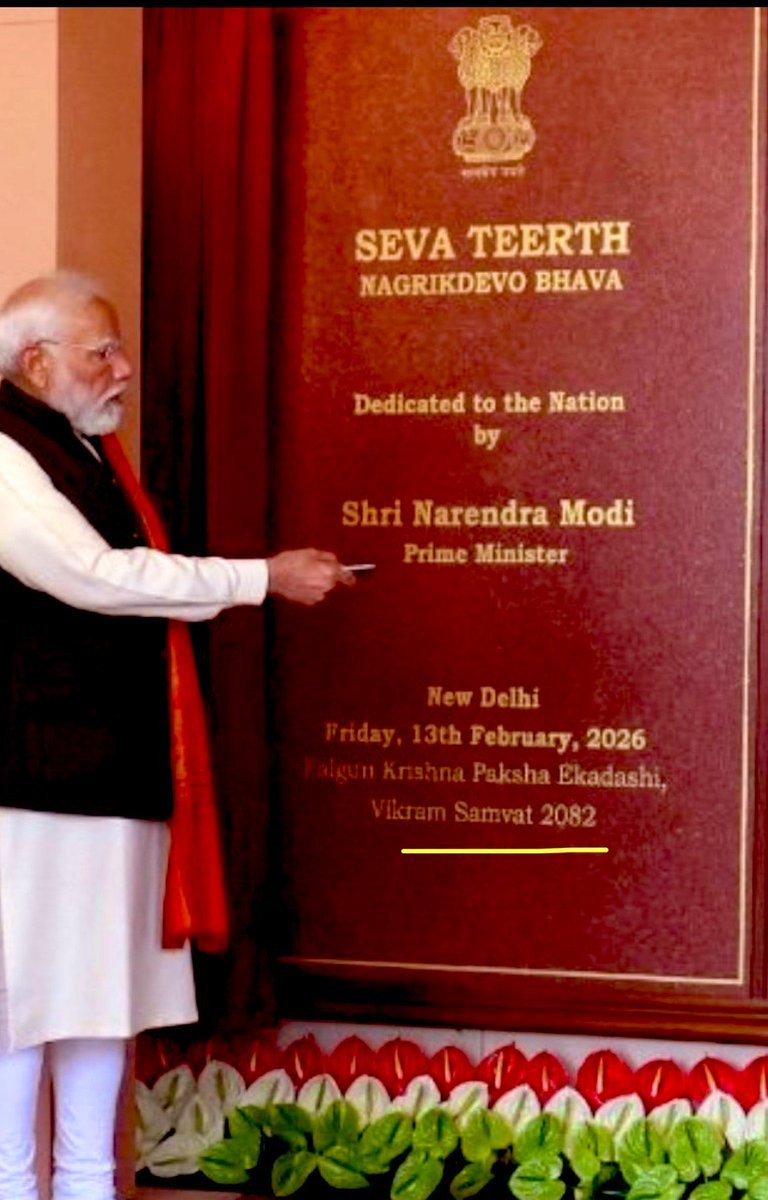 SEVA TEERTH
NAGRIKDEVO BHAVA
Dedicated to the Nation
by
Shri Narendra Modi
Prime Minister
New Delhi
Friday, 13th February, 2026
Falgun Krishna Paksha Ekadashi,
Vikram Samvat 2082